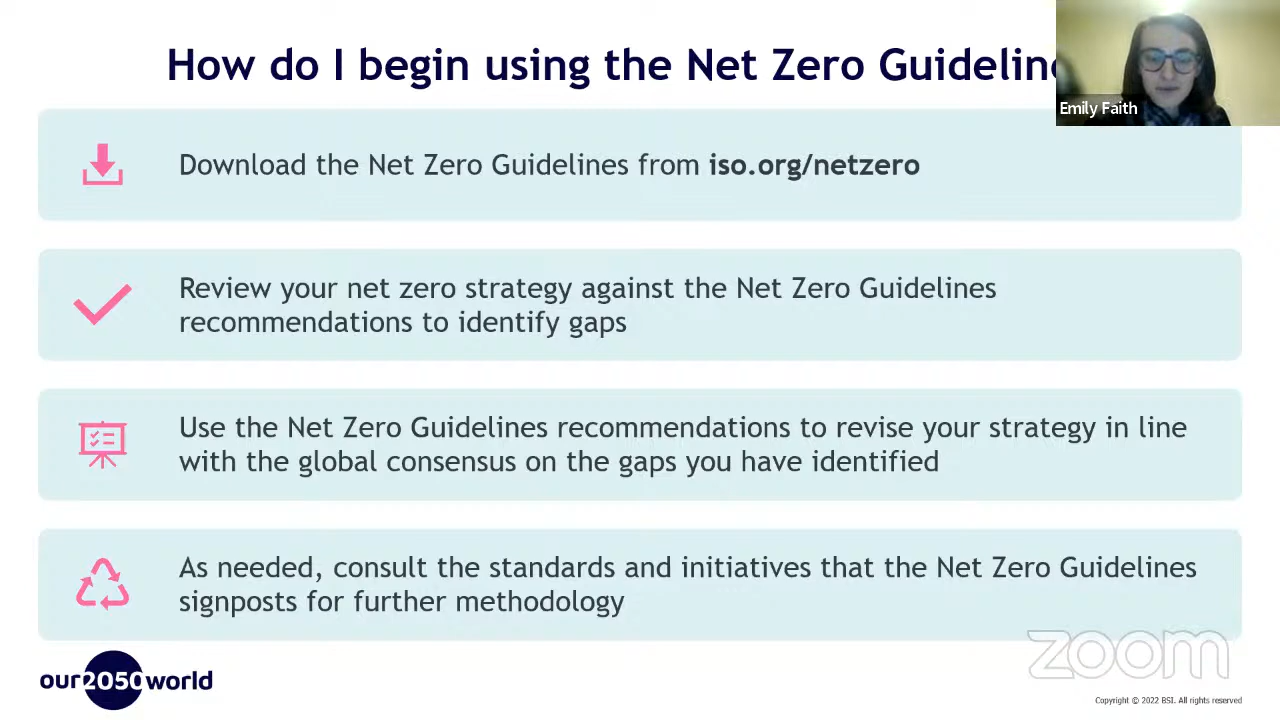 How do I begin using the Net Zero
Emily Faith
Download the Net Zero Guidelines from iso.org/netzero
Review your net zero strategy against the Net Zero Guidelines
recommendations to identify gaps
Use the Net Zero Guidelines recommendations to revise your strategy in line
with the global consensus on the gaps you have identified
As needed, consult the standards and initiatives that the Net Zero Guidelines
signposts for further methodology
zoom
our2050world
Copyright © 2022 BSI. All rights reserved